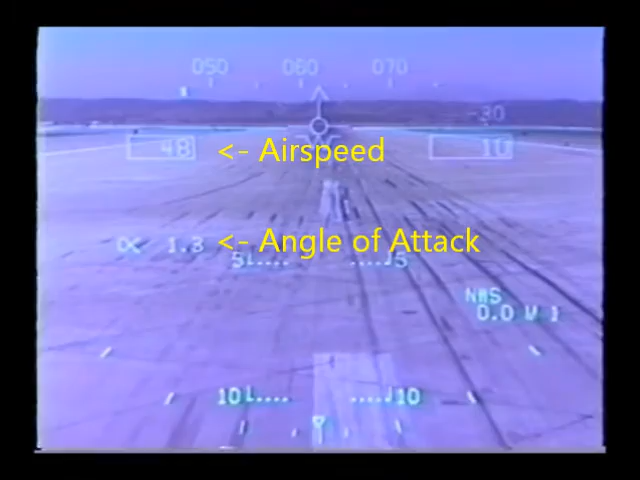 050 060 070
-30
48 <- Airspeed 10
α 1.3 <- Angle of Attack
5 5
NWS
0.0 W 1
10 10